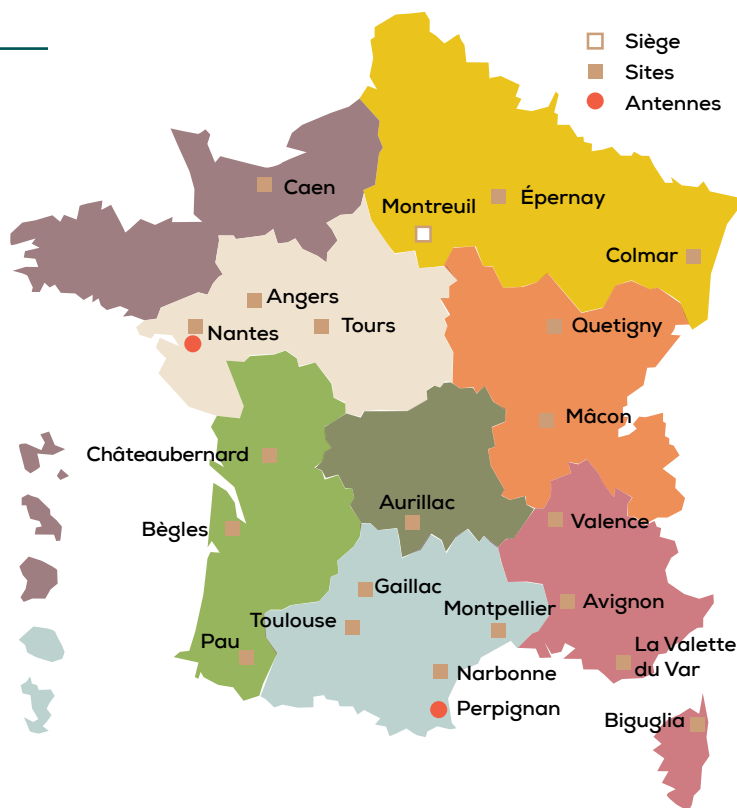 Siège
Sites
Antennes
Caen
Montreuil
Épernay
Colmar
Angers
Nantes
Tours
Quetigny
Mâcon
Châteaubernard
Aurillac
Bègles
Valence
Gaillac
Toulouse
Montpellier
Avignon
Pau
La Valette
du Var
Narbonne
Perpignan
Biguglia